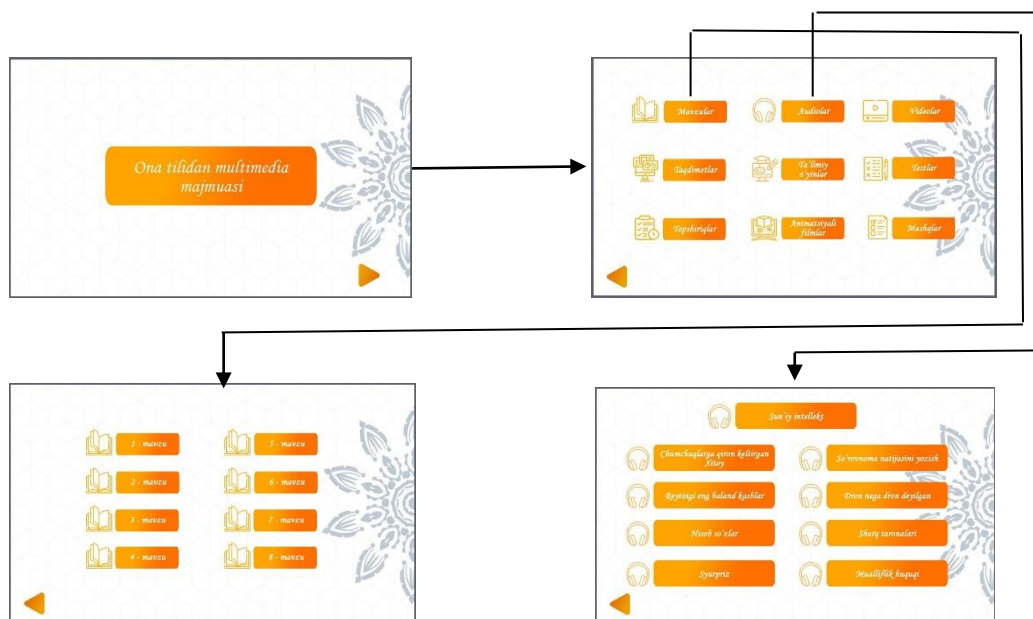 Ona tilidan multimedia
majmuasi
Mavzular
Audiolar
Videolar
Taqdimotlar
Ta'limiy
o'yinlar
Testlar
Topshiriqlar
Animatsiyali
filmlar
Mashqlar
1 - mavzu
5 - mavzu
2 - mavzu
6 - mavzu
3 - mavzu
7 - mavzu
4 - mavzu
8 - mavzu
Sun'iy intellekt
Chumchuqlarga qiron keltirgan
Xitoy
So'rovnoma natijasini yozish
Reytingi eng baland kasblar
Dron nega dron deyilgan
Hisob so'zlar
Sharq taronalari
Syurpriz
Mualliflik huquqi